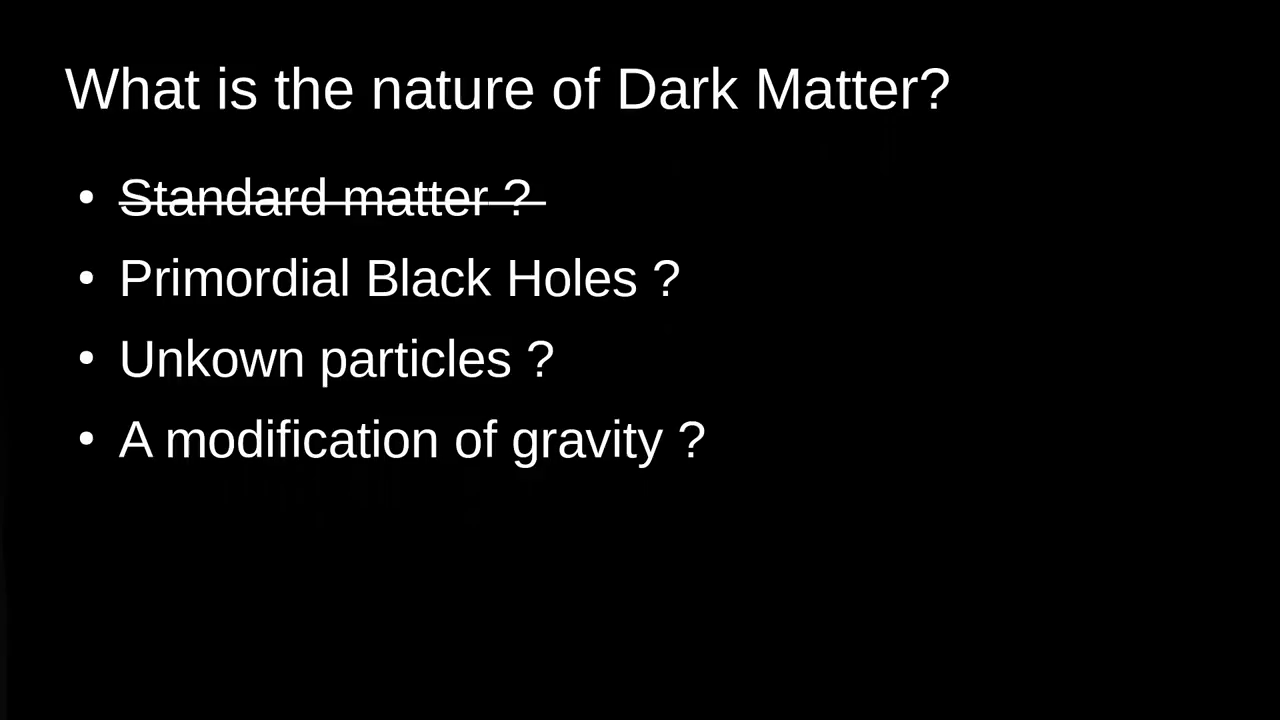 What is the nature of Dark Matter?
• Standard matter ?
• Primordial Black Holes ?
• Unkown particles ?
• A modification of gravity ?